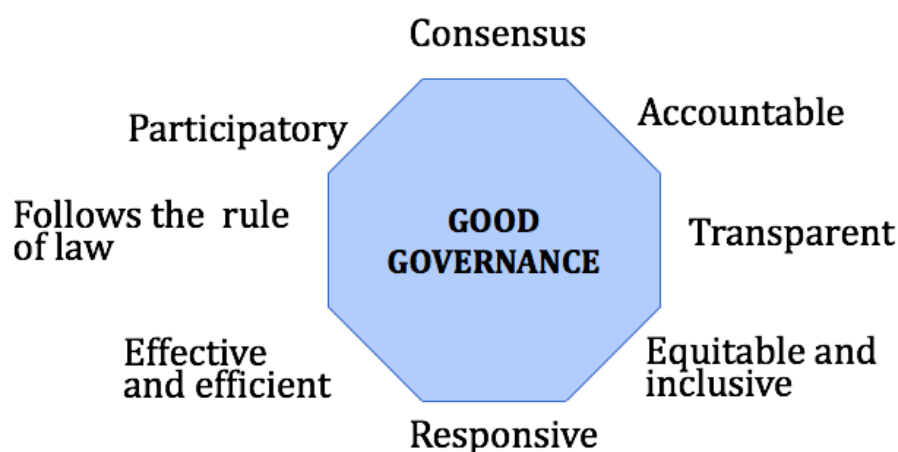 Consensus
Accountable
Participatory
Follows the rule
of law
GOOD
GOVERNANCE
Transparent
Effective
and efficient
Equitable and
inclusive
Responsive